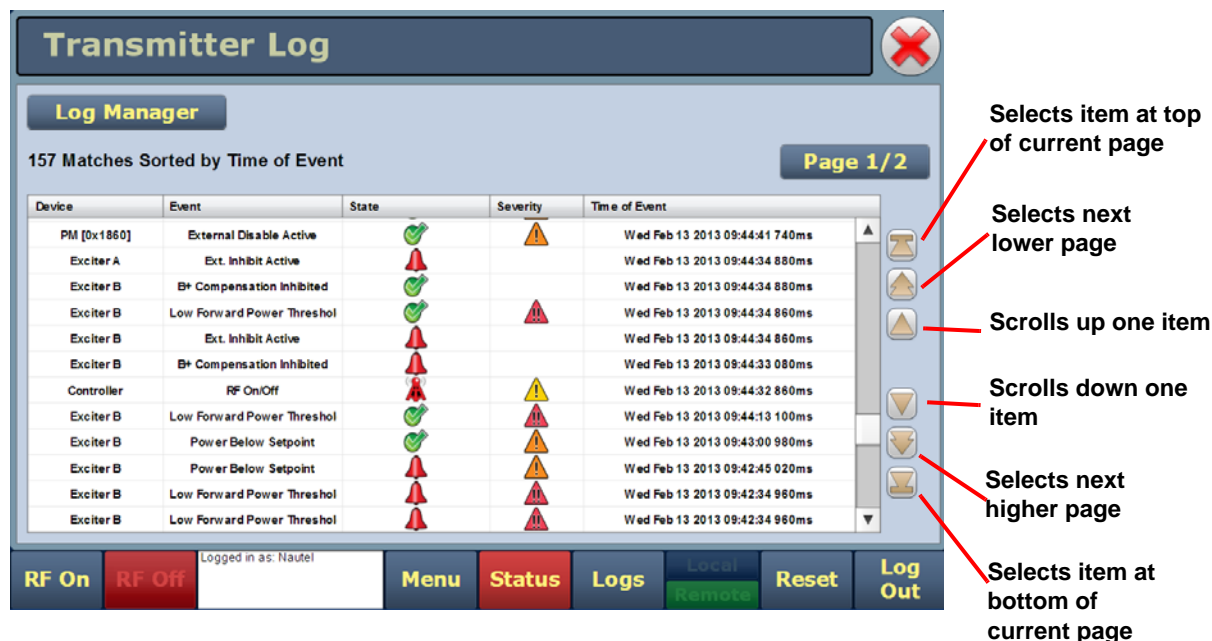 Transmitter Log
Log Manager
157 Matches Sorted by Time of Event
Page 1/2
Device Event State Severity Time of Event
PM [0x1860] External Disable Active Wed Feb 13 2013 09:44:41 740ms
Exciter A Ext. Inhibit Active Wed Feb 13 2013 09:44:34 880ms
Exciter B B+ Compensation Inhibited Wed Feb 13 2013 09:44:34 880ms
Exciter B Low Forward Power Threshol Wed Feb 13 2013 09:44:34 860ms
Exciter B Ext. Inhibit Active Wed Feb 13 2013 09:44:34 860ms
Exciter B B+ Compensation Inhibited Wed Feb 13 2013 09:44:33 080ms
Controller RF On/Off Wed Feb 13 2013 09:44:32 860ms
Exciter B Low Forward Power Threshol Wed Feb 13 2013 09:44:13 100ms
Exciter B Power Below Setpoint Wed Feb 13 2013 09:43:00 980ms
Exciter B Power Below Setpoint Wed Feb 13 2013 09:42:45 020ms
Exciter B Low Forward Power Threshol Wed Feb 13 2013 09:42:34 960ms
Exciter B Low Forward Power Threshol Wed Feb 13 2013 09:42:34 960ms
RF On
RF Off
Logged in as: Nautel
Menu
Status
Logs
Local
Remote
Reset
Log
Out
Selects item at top
of current page
Selects next
lower page
Scrolls up one item
Scrolls down one
item
Selects next
higher page
Selects item at
bottom of
current page